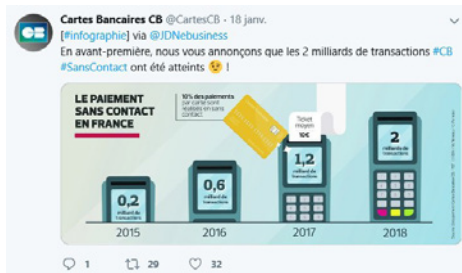 Cartes Bancaires CB @CartesCB · 18 janv.
[#infographie] via @JDNebusiness
En avant-première, nous vous annonçons que les 2 milliards de transactions #CB
#SansContact ont été atteints 😉 !
LE PAIEMENT
SANS CONTACT
EN FRANCE
10% des paiements
par carte sont
réalisés en sans
contact
Ticket
moyen
10€
0,2
milliard de
transactions
0,6
milliard de
transactions
1,2
milliard de
transactions
2
milliards de
transactions
2015
2016
2017
2018
1
29
32